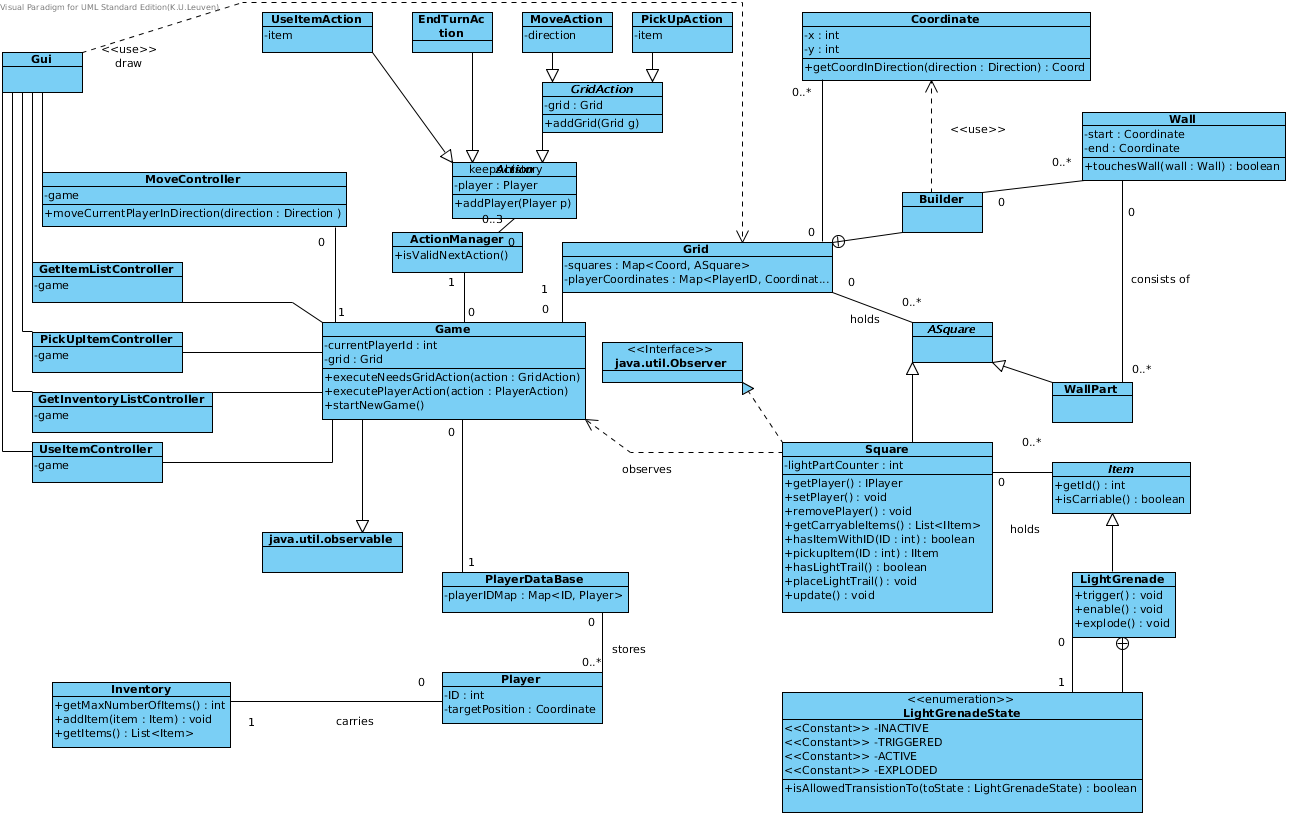 Visual Paradigm for UML Standard Edition(K.U.Leuven)
UseItemAction
-item
EndTurnAc
tion
MoveAction
-direction
PickUpAction
-item
Coordinate
-x : int
-y : int
+getCoordInDirection(direction : Direction) : Coord
<<use>>
draw
Gui
GridAction
-grid : Grid
+addGrid(Grid g)
0..*
<<use>>
Wall
-start : Coordinate
-end : Coordinate
+touchesWall(wall : Wall) : boolean
0..*
MoveController
-game
+moveCurrentPlayerInDirection(direction : Direction )
Action
-player : Player
+addPlayer(Player p)
0..3
Builder
0
0
0
ActionManager
+isValidNextAction()
0
0
Grid
-squares : Map<Coord, ASquare>
-playerCoordinates : Map<PlayerID, Coordinat...
GetItemListController
-game
1
1
0
consists of
0..*
holds
1
0
0
Game
-currentPlayerId : int
-grid : Grid
+executeNeedsGridAction(action : GridAction)
+executePlayerAction(action : PlayerAction)
+startNewGame()
ASquare
PickUpItemController
-game
<<Interface>>
java.util.Observer
0..*
WallPart
GetInventoryListController
-game
0
observes
UseItemController
-game
Square
-lightPartCounter : int
+getPlayer() : IPlayer
+setPlayer() : void
+removePlayer() : void
+getCarryableItems() : List<IItem>
+hasItemWithID(ID : int) : boolean
+pickupItem(ID : int) : IItem
+hasLightTrail() : boolean
+placeLightTrail() : void
+update() : void
0..*
0
holds
Item
+getId() : int
+isCarriable() : boolean
java.util.observable
1
PlayerDataBase
-playerIDMap : Map<ID, Player>
LightGrenade
+trigger() : void
+enable() : void
+explode() : void
0
stores
0..*
0
1
Inventory
+getMaxNumberOfItems() : int
+addItem(item : Item) : void
+getItems() : List<Item>
0
1
carries
Player
-ID : int
-targetPosition : Coordinate
<<enumeration>>
LightGrenadeState
<<Constant>> -INACTIVE
<<Constant>> -TRIGGERED
<<Constant>> -ACTIVE
<<Constant>> -EXPLODED
+isAllowedTransistionTo(toState : LightGrenadeState) : boolean